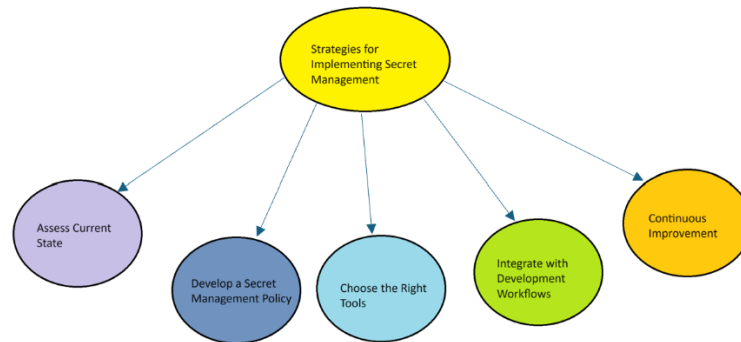 Strategies for
Implementing Secret
Management
Assess Current
State
Develop a Secret
Management Policy
Choose the Right
Tools
Integrate with
Development
Workflows
Continuous
Improvement